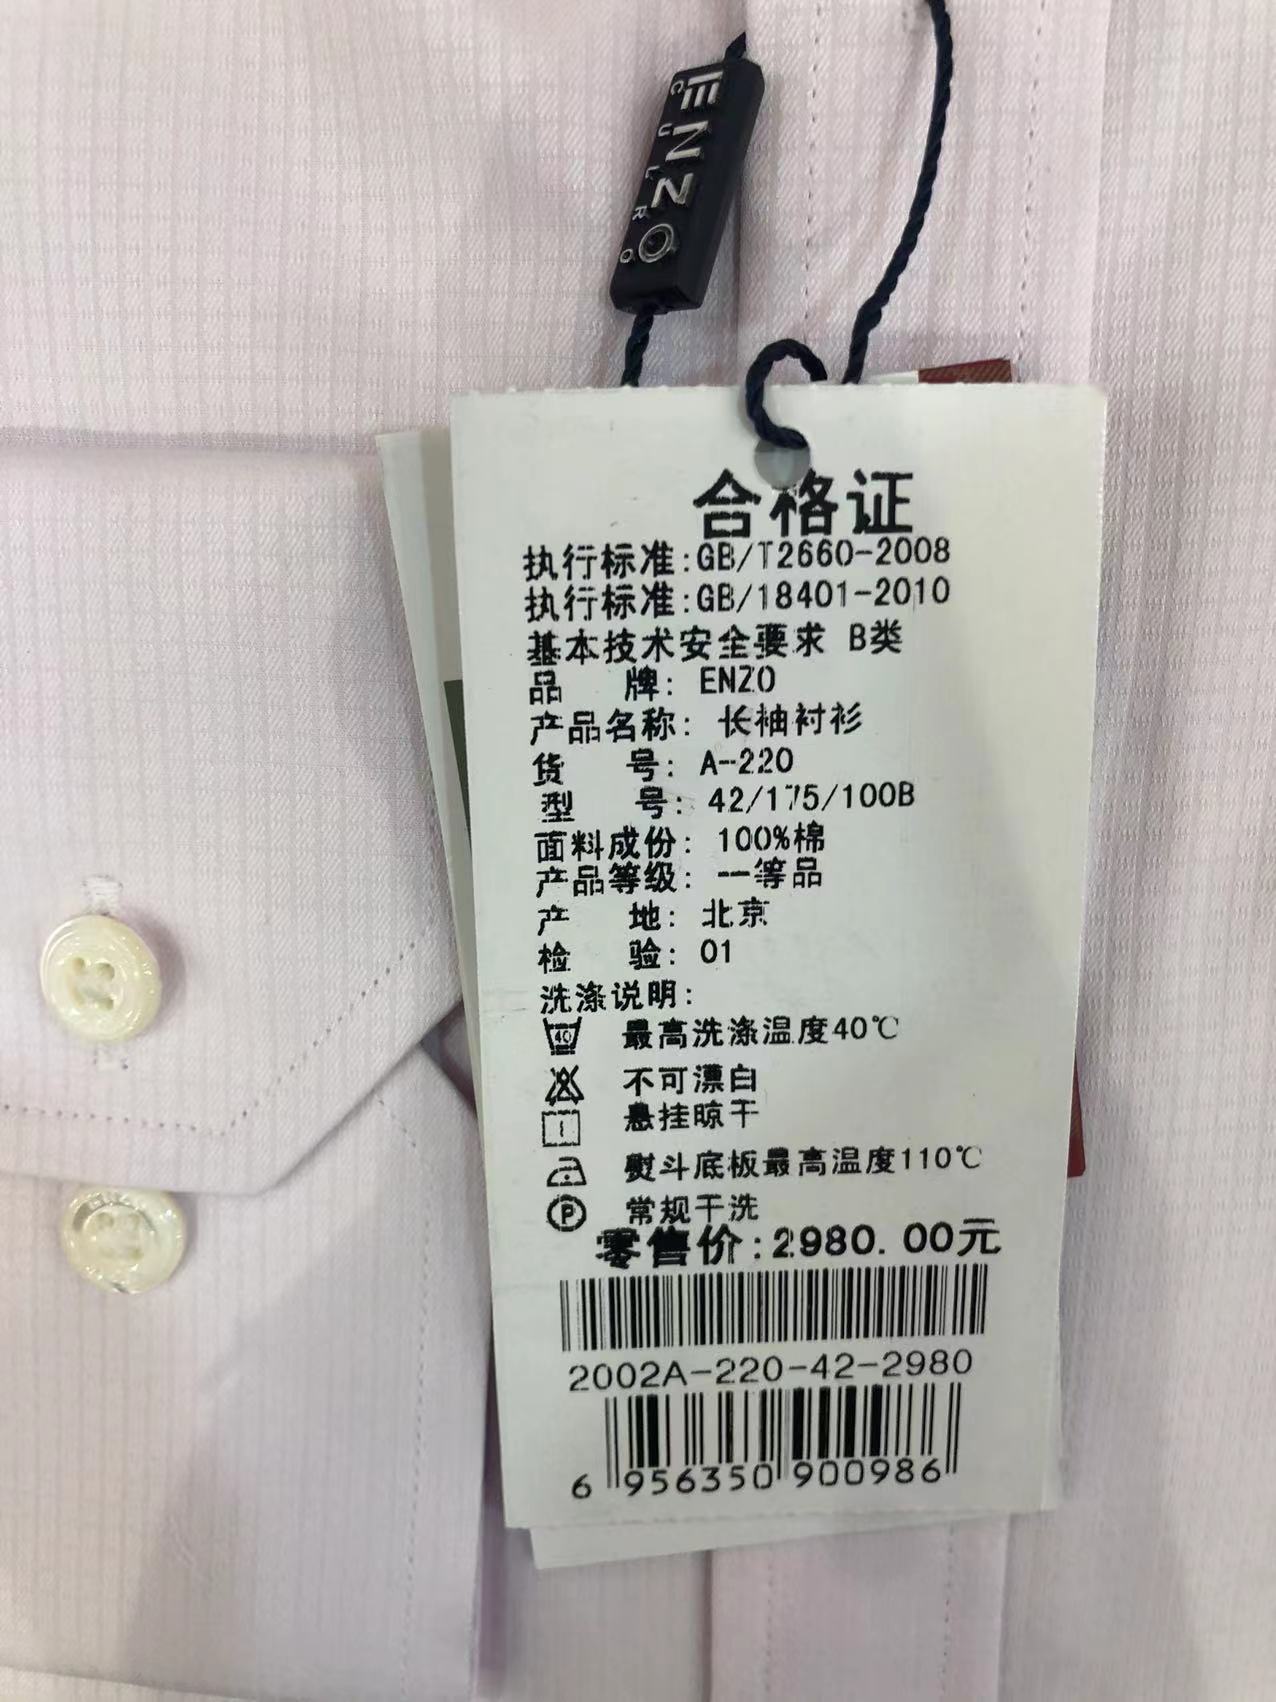 ENZO
CULRO
合格证
执行标准:GB/T2660-2008
执行标准:GB/18401-2010
基本技术安全要求 B类
品 牌: ENZO
产品名称: 长袖衬衫
货 号: A-220
型 号: 42/175/100B
面料成份: 100%棉
产品等级: 一等品
产 地: 北京
检 验: 01
洗涤说明:
40 最高洗涤温度40℃
不可漂白
悬挂晾干
熨斗底板最高温度110℃
P 常规干洗
零售价:2980.00元
2002A-220-42-2980
6 956350 900986